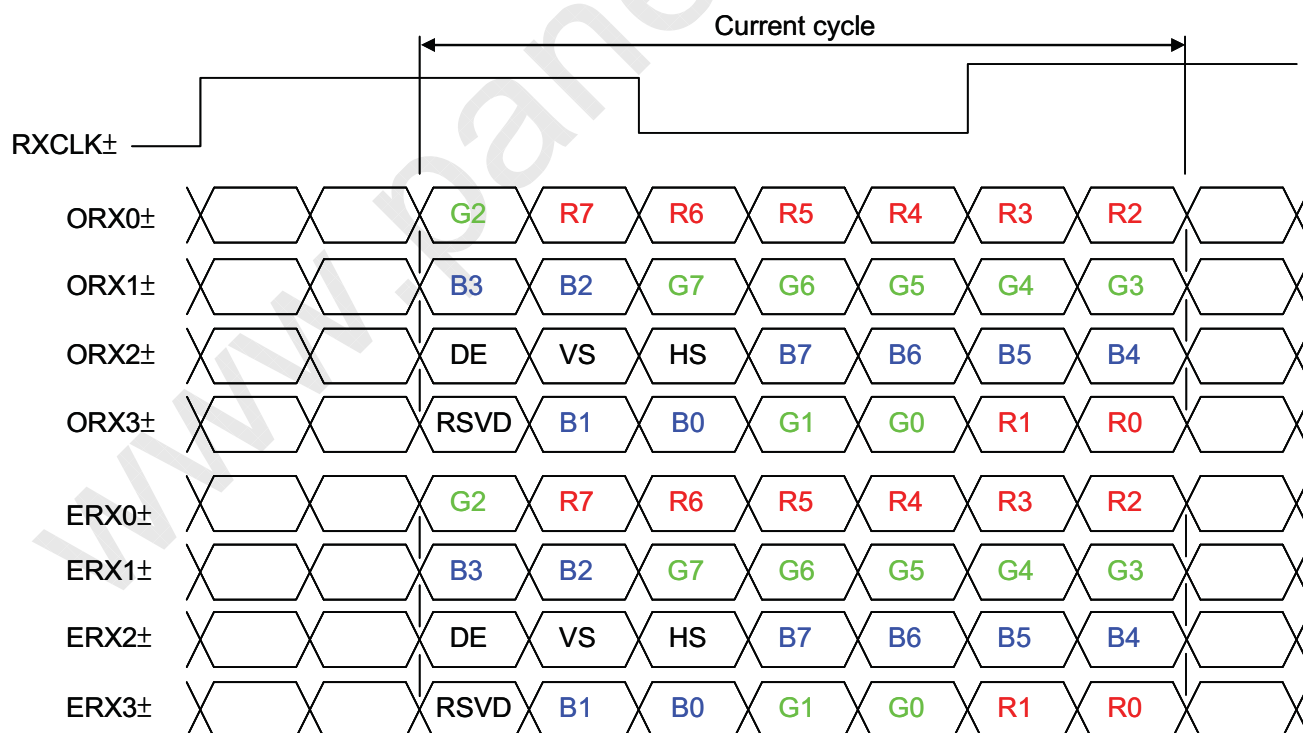 Current cycle
RXCLK±
ORX0± G2 R7 R6 R5 R4 R3 R2
ORX1± B3 B2 G7 G6 G5 G4 G3
ORX2± DE VS HS B7 B6 B5 B4
ORX3± RSVD B1 B0 G1 G0 R1 R0
ERX0± G2 R7 R6 R5 R4 R3 R2
ERX1± B3 B2 G7 G6 G5 G4 G3
ERX2± DE VS HS B7 B6 B5 B4
ERX3± RSVD B1 B0 G1 G0 R1 R0
www.pane